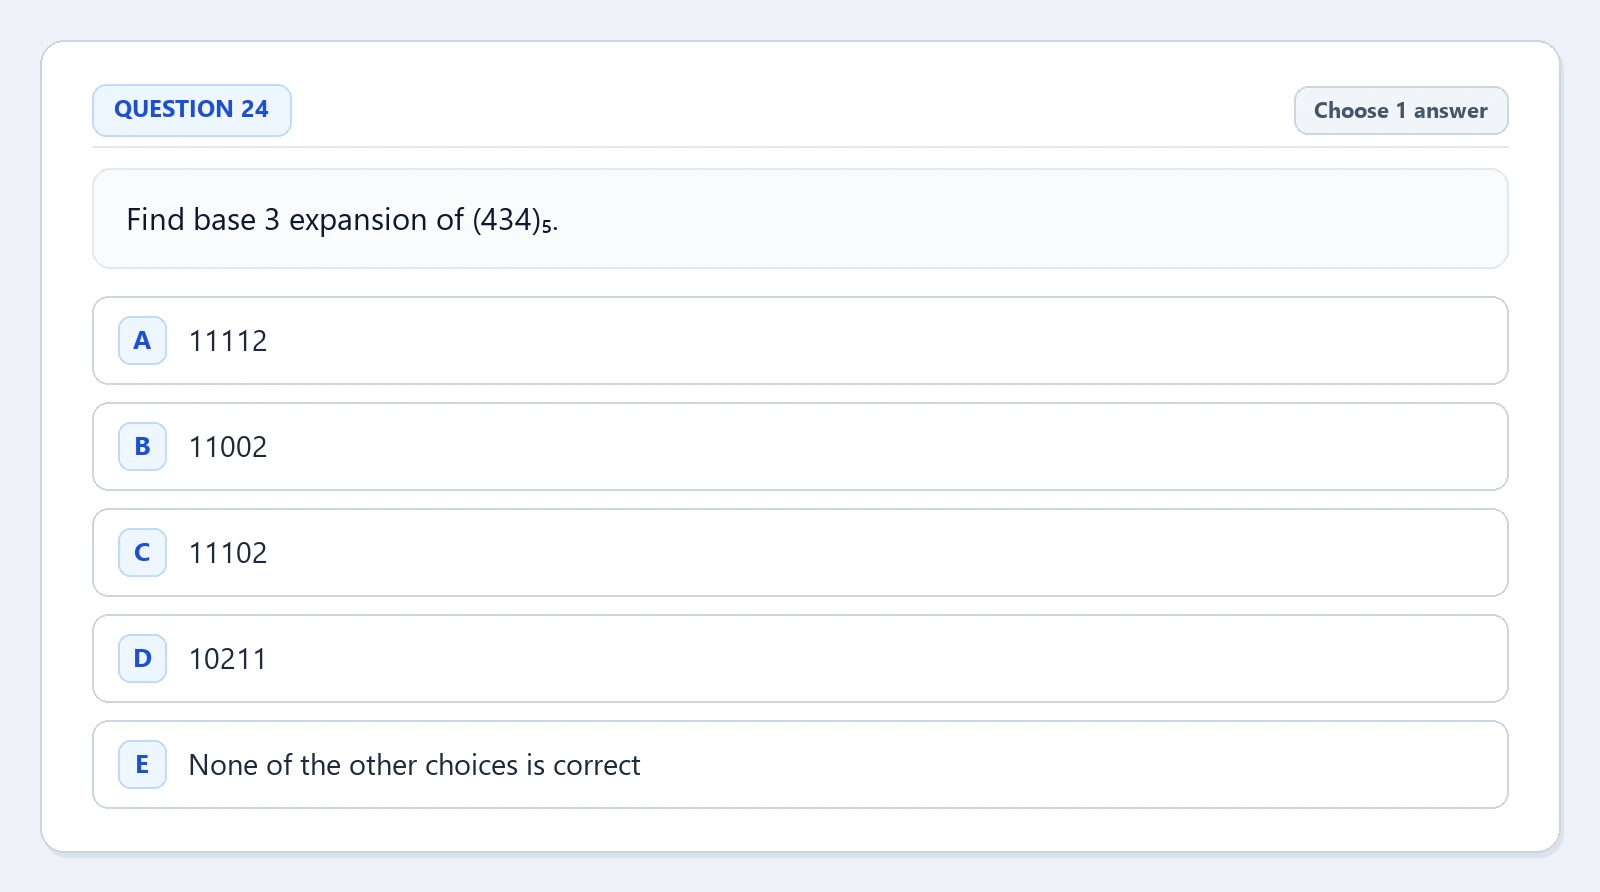 QUESTION 24
Choose 1 answer
Find base 3 expansion of (434)₅.
A 11112
B 11002
C 11102
D 10211
E None of the other choices is correct